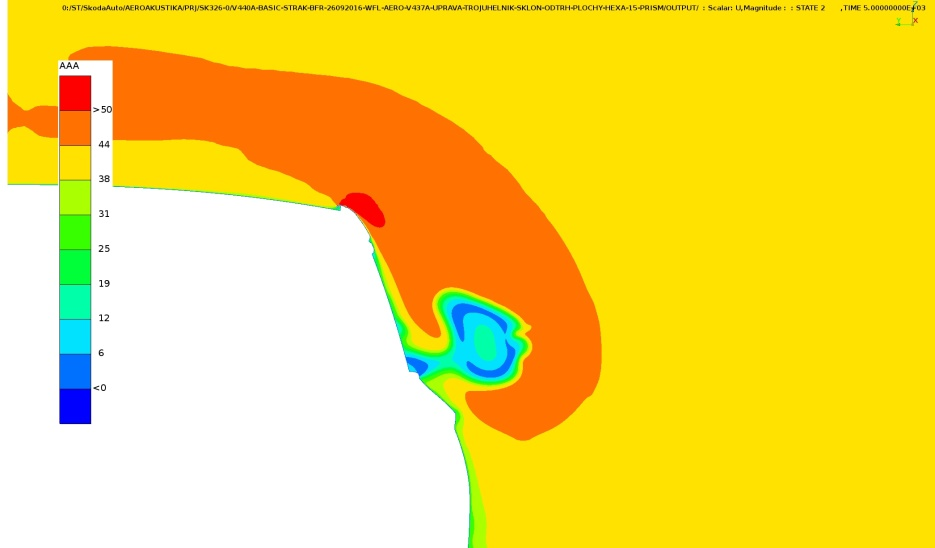 0:/ST/SkodaAuto/AEROAKUSTIKA/PRJ/SK326-0/V440A-BASIC-STRAK-BFR-26092016-WFL-AERO-V437A-UPRAVA-TROJUHELNIK-SKLON-ODTRH-PLOCHY-HEXA-15-PRISM/OUTPUT/ : Scalar: U,Magnitude : : STATE 2 ,TIME 5.00000000E+03
Z
Y X
AAA
>50
44
38
31
25
19
12
6
<0